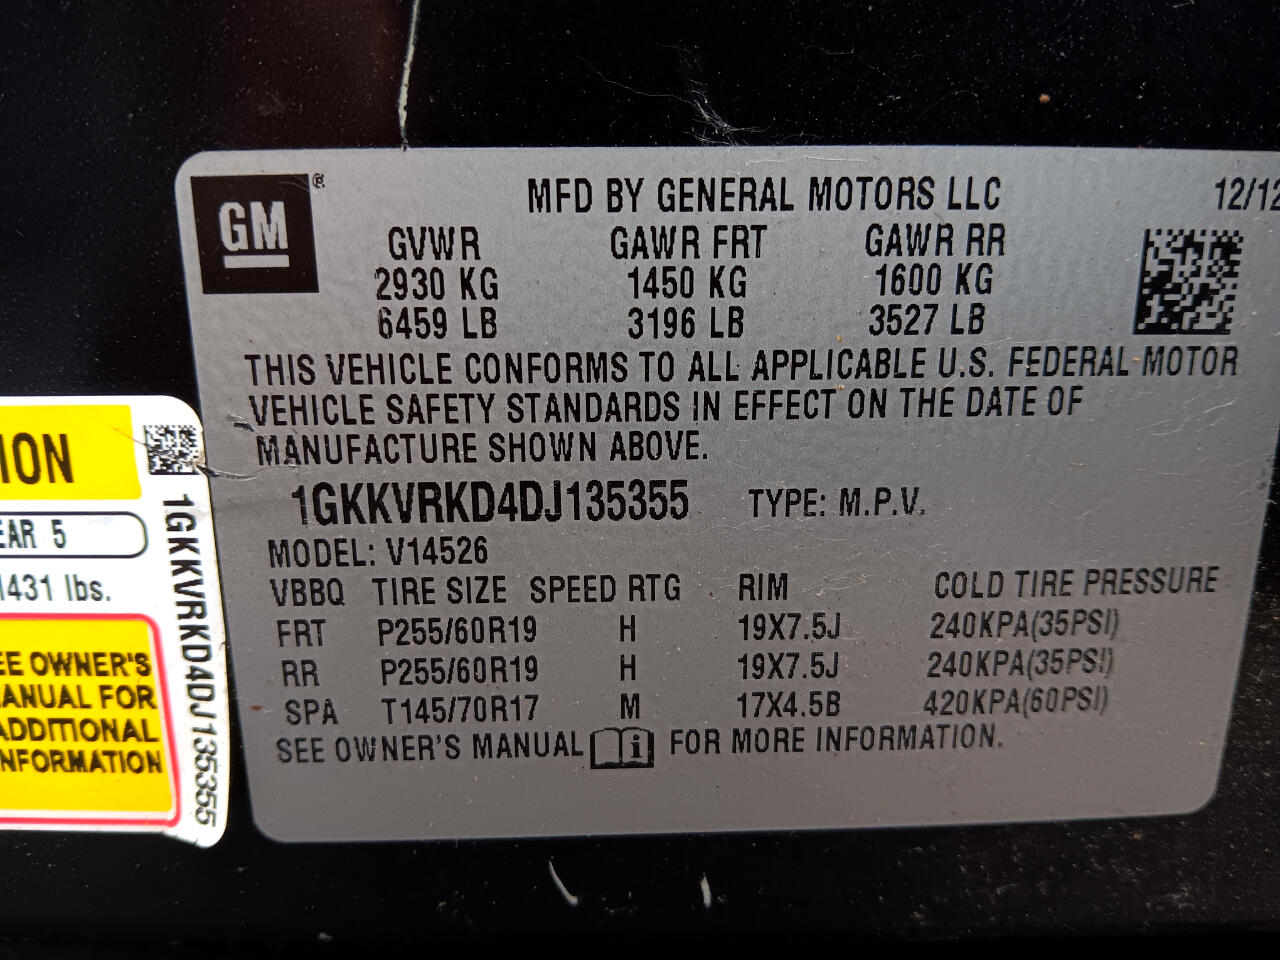 GM ®
MFD BY GENERAL MOTORS LLC 12/12
GVWR GAWR FRT GAWR RR
2930 KG 1450 KG 1600 KG
6459 LB 3196 LB 3527 LB
THIS VEHICLE CONFORMS TO ALL APPLICABLE U.S. FEDERAL MOTOR
VEHICLE SAFETY STANDARDS IN EFFECT ON THE DATE OF
MANUFACTURE SHOWN ABOVE.
1GKKVRKD4DJ135355 TYPE: M.P.V.
MODEL: V14526
VBBQ TIRE SIZE SPEED RTG RIM COLD TIRE PRESSURE
FRT P255/60R19 H 19X7.5J 240KPA(35PSI)
RR P255/60R19 H 19X7.5J 240KPA(35PSI)
SPA T145/70R17 M 17X4.5B 420KPA(60PSI)
SEE OWNER'S MANUAL i FOR MORE INFORMATION.
ION
EAR 5
1431 lbs.
EE OWNER'S
ANUAL FOR
ADDITIONAL
NFORMATION
1GKKVRKD4DJ135355